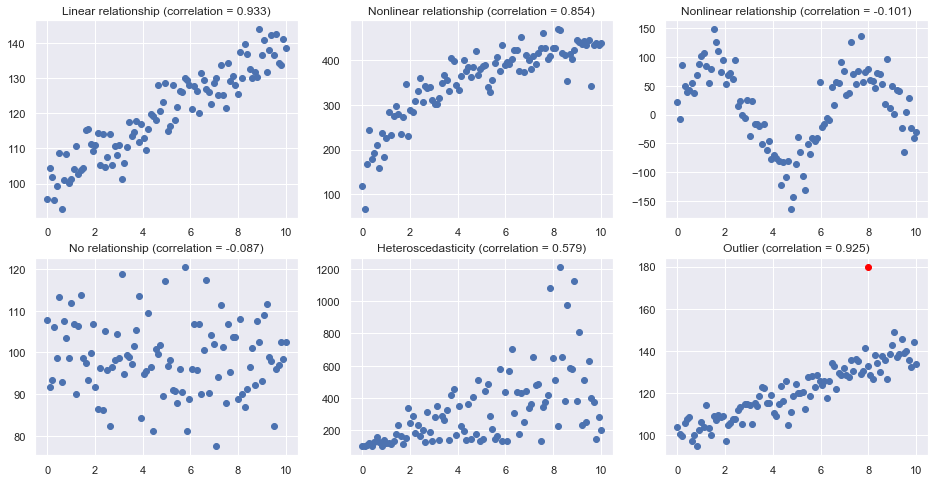 Linear relationship (correlation = 0.933)
140
130
120
110
100
0 2 4 6 8 10
Nonlinear relationship (correlation = 0.854)
400
300
200
100
0 2 4 6 8 10
Nonlinear relationship (correlation = -0.101)
150
100
50
0
−50
−100
−150
0 2 4 6 8 10
No relationship (correlation = -0.087)
120
110
100
90
80
0 2 4 6 8 10
Heteroscedasticity (correlation = 0.579)
1200
1000
800
600
400
200
0 2 4 6 8 10
Outlier (correlation = 0.925)
180
160
140
120
100
0 2 4 6 8 10